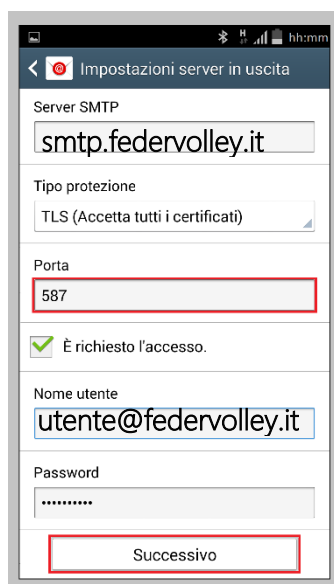 H hh:mm
Impostazioni server in uscita
Server SMTP
smtp.federvolley.it
Tipo protezione
TLS (Accetta tutti i certificati)
Porta
587
È richiesto l'accesso.
Nome utente
utente@federvolley.it
Password
••••••••••
Successivo